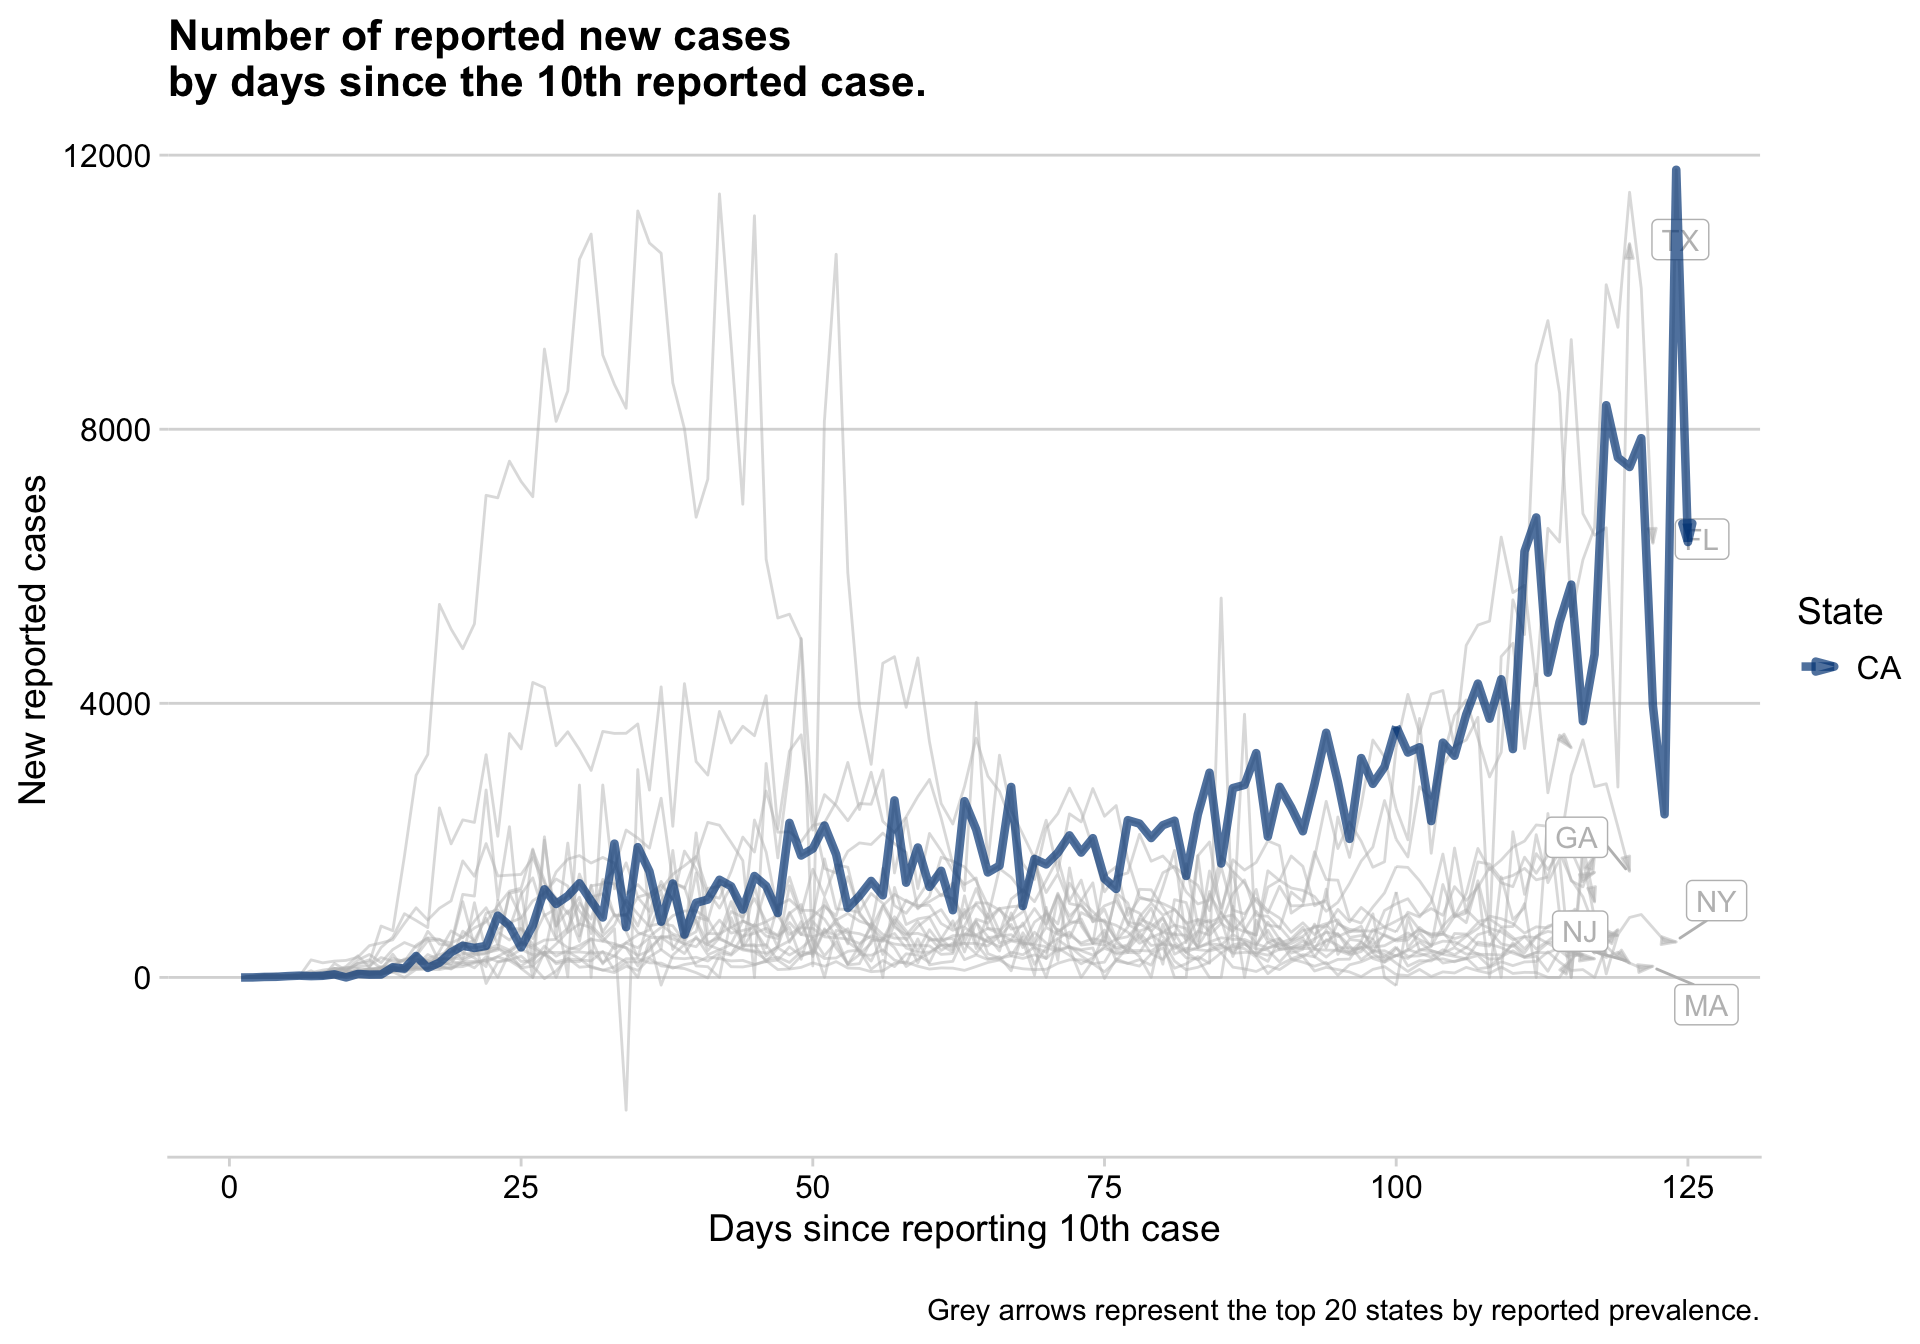 Number of reported new cases
by days since the 10th reported case.
12000
8000
4000
0
New reported cases
TX
FL
GA
NY
NJ
MA
State
CA
0 25 50 75 100 125
Days since reporting 10th case
Grey arrows represent the top 20 states by reported prevalence.